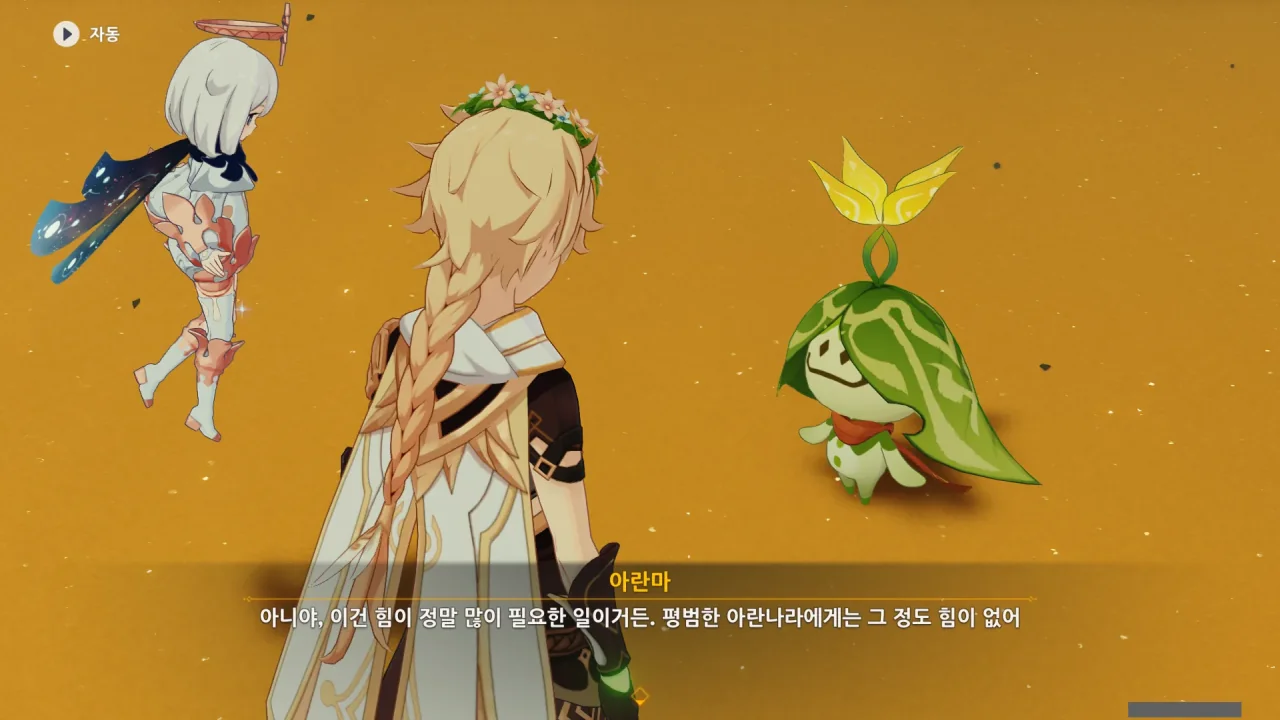 자동
아란마
아니야, 이건 힘이 정말 많이 필요한 일이거든. 평범한 아란나라에게는 그 정도 힘이 없어